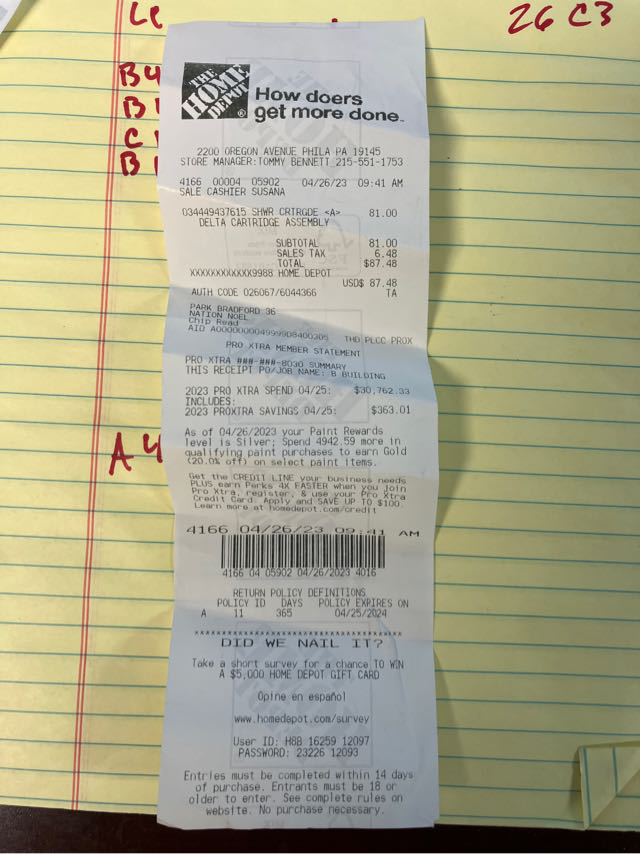 26 C3
THE
HOME
DEPOT
How doers
get more done.
2200 OREGON AVENUE PHILA PA 19145
STORE MANAGER:TOMMY BENNETT 215-551-1753
4166 00004 05902 04/26/23 09:41 AM
SALE CASHIER SUSANA
034449437615 SHWR CRTRGDE <A> 81.00
DELTA CARTRIDGE ASSEMBLY
SUBTOTAL 81.00
SALES TAX 6.48
TOTAL $87.48
XXXXXXXXXXXX9988 HOME DEPOT
USD$ 87.48
AUTH CODE 026067/6044366 TA
PARK BRADFORD 36
NATION NOEL
Chip Read
AID A0000000049999D8400305 THD PLCC PROX
PRO XTRA MEMBER STATEMENT
PRO XTRA ###-###-8030 SUMMARY
THIS RECEIPT PO/JOB NAME: B BUILDING
2023 PRO XTRA SPEND 04/25: $30,762.33
INCLUDES:
2023 PROXTRA SAVINGS 04/25: $363.01
As of 04/26/2023 your Paint Rewards
level is Silver; Spend 4942.59 more in
qualifying paint purchases to earn Gold
(20.0% off) on select paint items.
Get the CREDIT LINE your business needs
PLUS earn Perks 4X FASTER when you join
Pro Xtra, register, & use your Pro Xtra
Credit Card. Apply and SAVE UP TO $100.
Learn more at homedepot.com/credit
4166 04/26/23 09:41 AM
4166 04 05902 04/26/2023 4016
RETURN POLICY DEFINITIONS
POLICY ID DAYS POLICY EXPIRES ON
A 11 365 04/25/2024
DID WE NAIL IT?
Take a short survey for a chance TO WIN
A $5,000 HOME DEPOT GIFT CARD
Opine en español
www.homedepot.com/survey
User ID: H8B 16259 12097
PASSWORD: 23226 12093
Entries must be completed within 14 days
of purchase. Entrants must be 18 or
older to enter. See complete rules on
website. No purchase necessary.